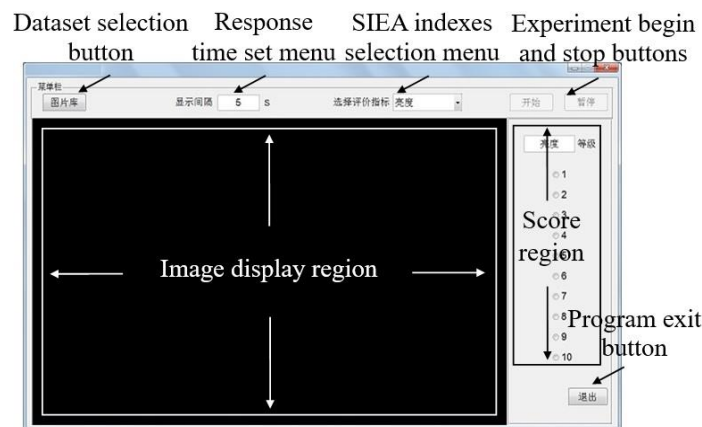 Dataset selection button
Response time set menu
SIEA indexes selection menu
Experiment begin and stop buttons
菜单栏
图片库
显示间隔 5 S
选择评价指标 亮度
开始
暂停
亮度 等级
1
2
3
4
Score region
6
7
8
9
10
Image display region
Program exit button
退出